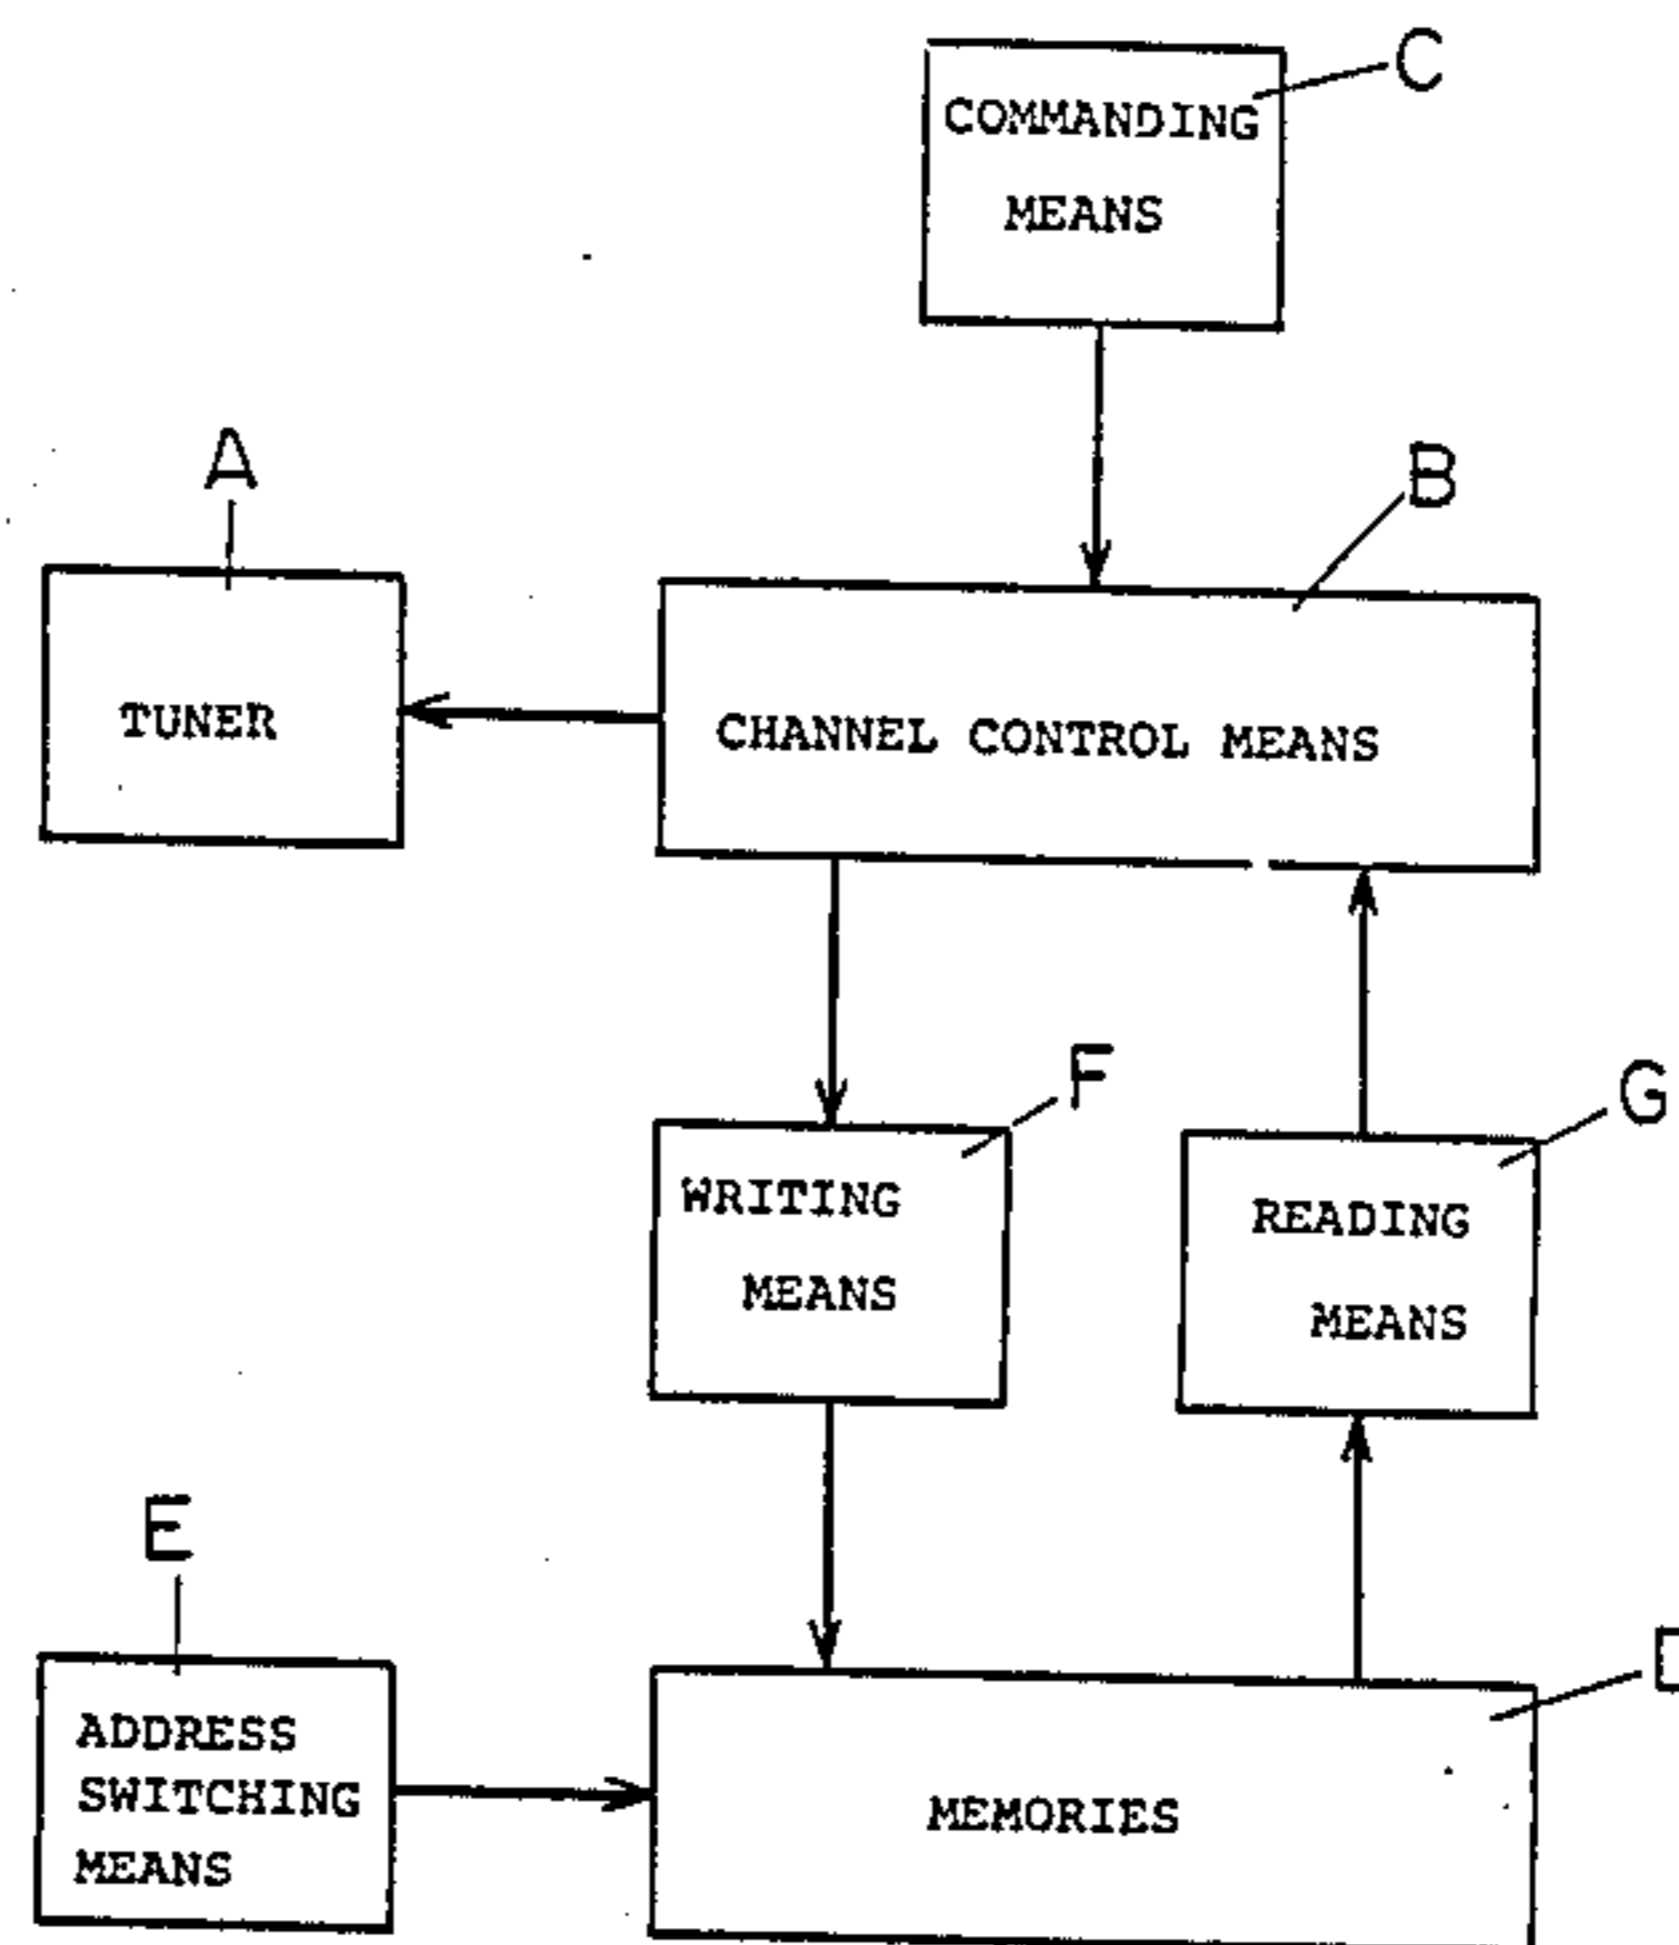 C
COMMANDING
MEANS
A
B
TUNER
CHANNEL CONTROL MEANS
F
G
WRITING
MEANS
READING
MEANS
E
D
ADDRESS
SWITCHING
MEANS
MEMORIES